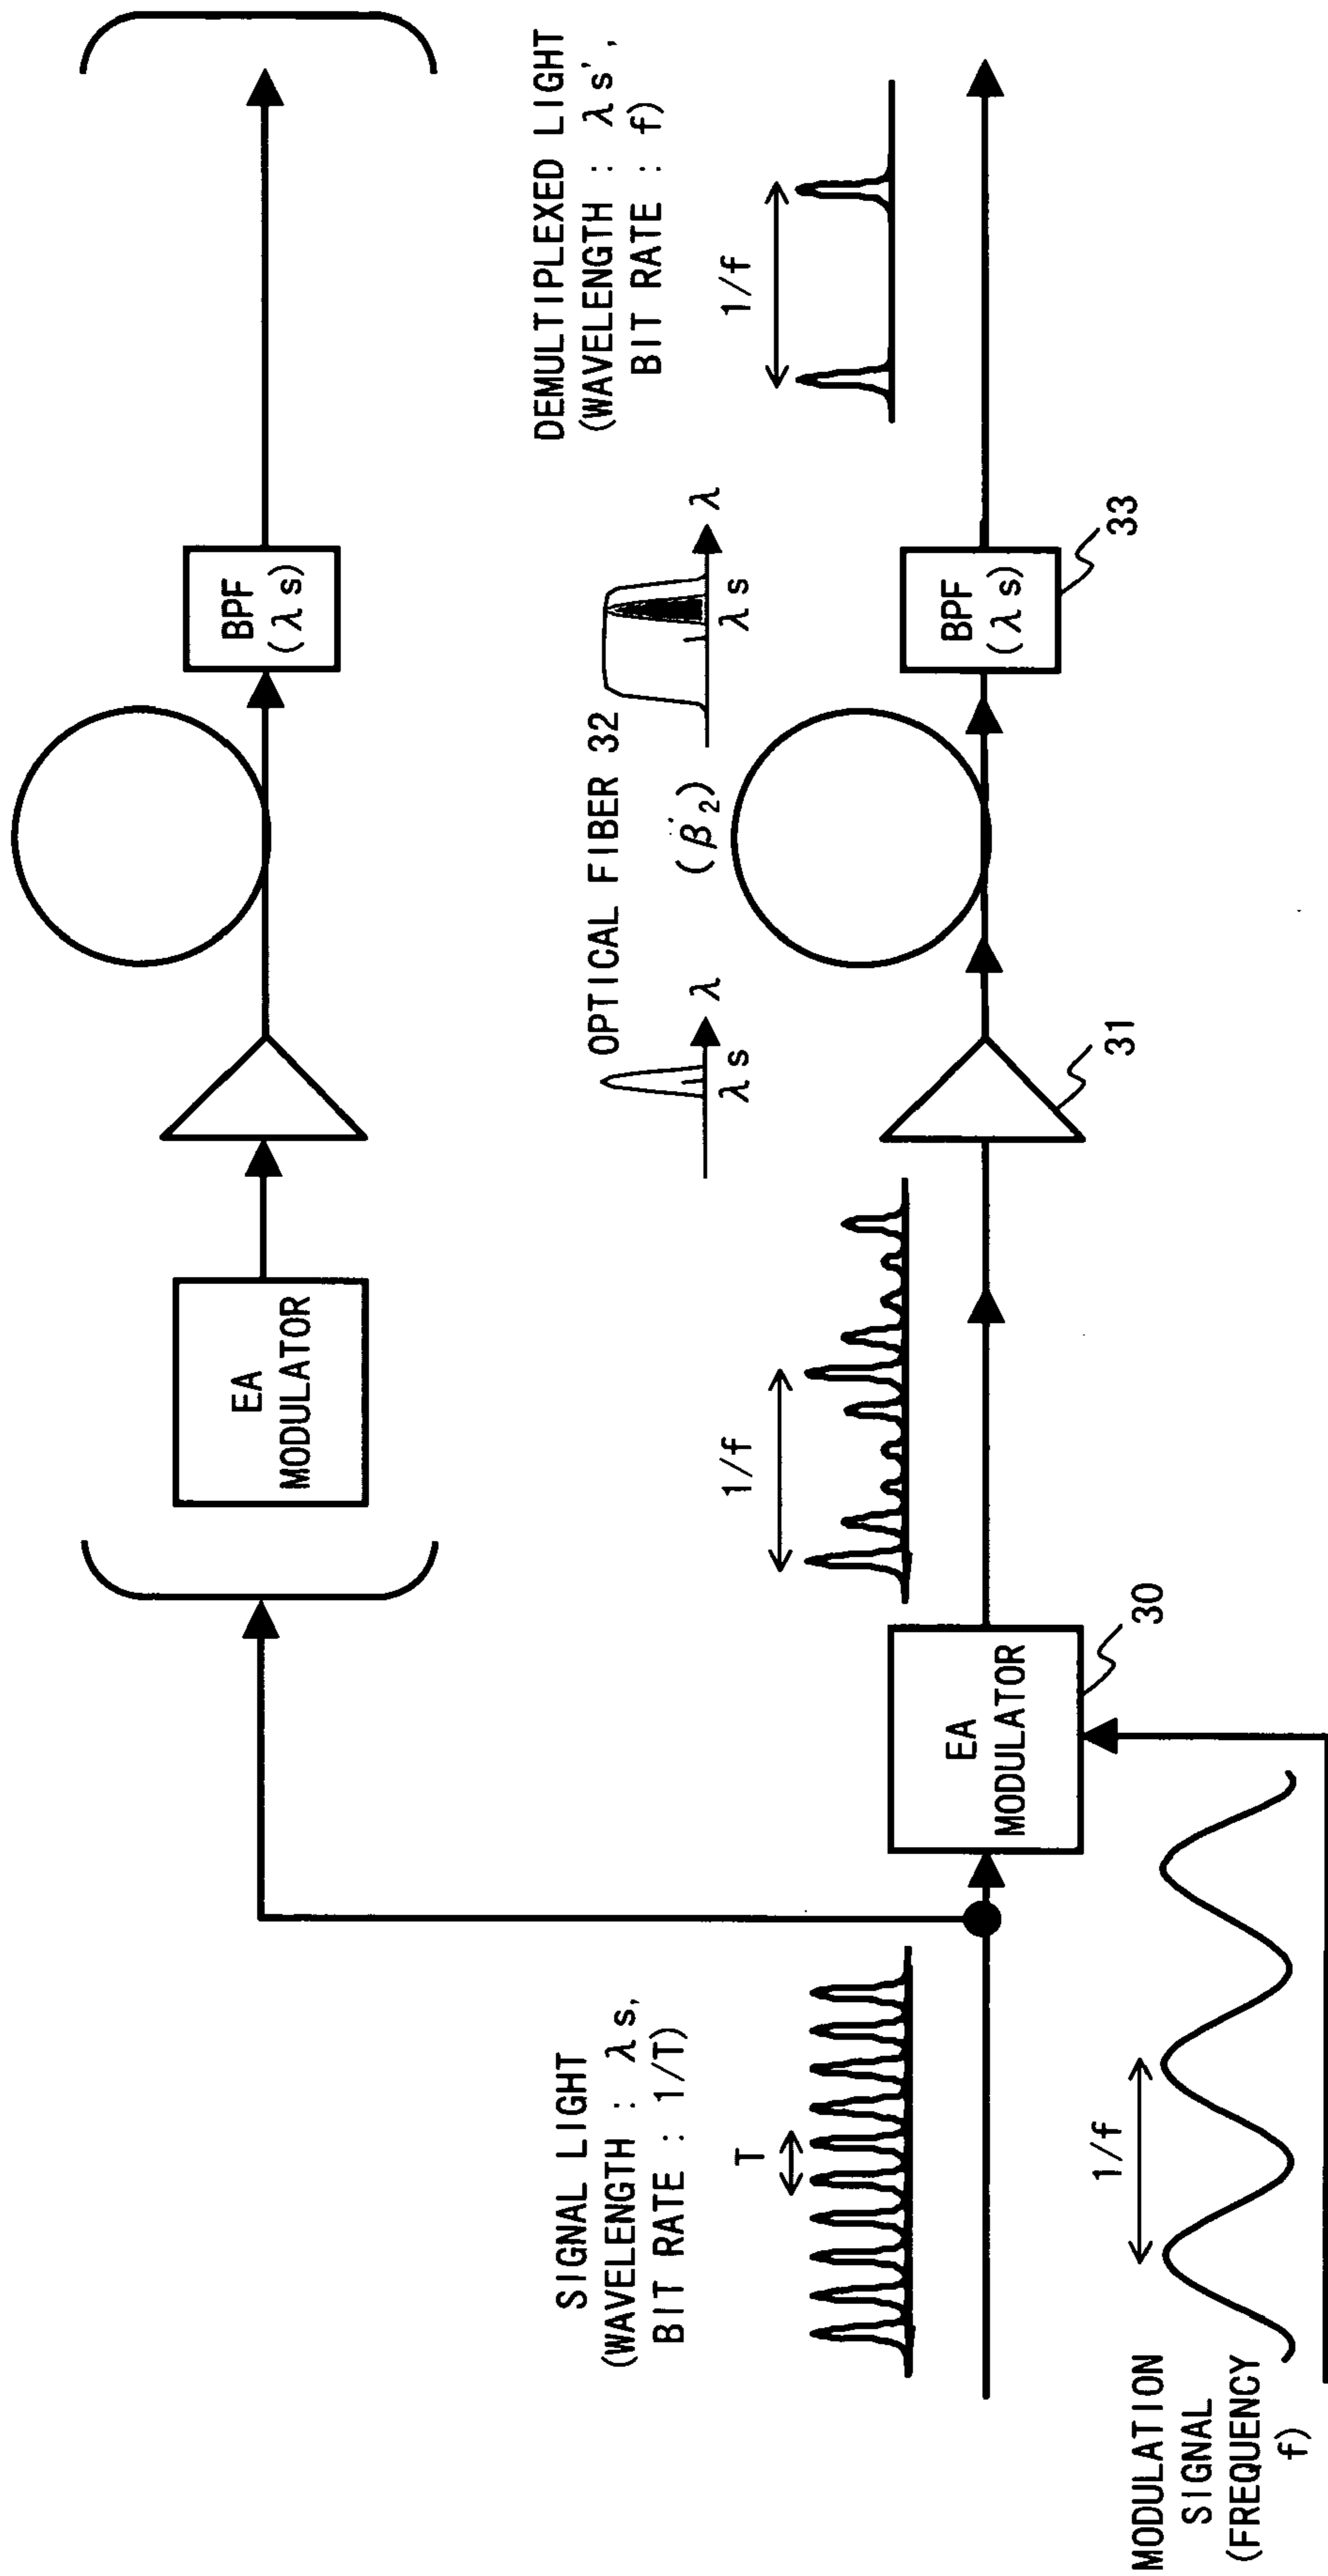 EA
MODULATOR
BPF
(λs)
SIGNAL LIGHT
(WAVELENGTH : λs,
BIT RATE : 1/T)
T
1/f
OPTICAL FIBER 32
(β2)
λs
λ
λs
λ
DEMULTIPLEXED LIGHT
(WAVELENGTH : λs',
BIT RATE : f)
1/f
EA
MODULATOR
30
31
BPF
(λs)
33
1/f
MODULATION
SIGNAL
(FREQUENCY
f)